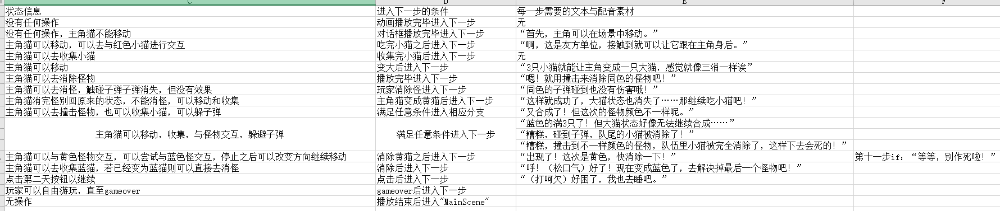 C D E F
状态信息 进入下一步的条件 每一步需要的文本与配音素材
没有任何操作 动画播放完毕进入下一步 无
没有任何操作，主角猫不能移动 对话框播放完毕进入下一步 “首先，主角可以在场景中移动。”
主角猫可以移动，可以去与红色小猫进行交互 吃完小猫之后进入下一步 “啊，这是友方单位，接触到就可以让它跟在主角身后。”
主角猫可以去收集小猫 收集完小猫后进入下一步 无
主角猫可以移动 变大后进入下一步 “3只小猫就能让主角变成一只大猫，感觉就像三消一样诶”
主角猫可以去消除怪物 播放完毕进入下一步 “嗯！就用撞击来消除同色的怪物吧！”
主角猫可以去消怪，触碰子弹子弹消失，但没有效果 玩家消除怪进入下一步 “同色的子弹碰到也没有伤害哦！”
主角猫消完怪别回原来的状态，不能消怪，可以移动和收集 主角猫变成黄猫后进入下一步 “这样就成功了，大猫状态也消失了……那继续吃小猫吧！”
主角猫可以去撞击怪物，也可以收集小猫，可以躲子弹 满足任意条件进入相应分支 “又合成了！但这次的怪物颜色不一样呢。”
“蓝色的满3只了！但大猫状态好像无法继续合成……”
主角猫可以移动，收集，与怪物交互，躲避子弹 满足任意条件进入下一步 “糟糕，碰到子弹，队尾的小猫被消除了！”
“糟糕，撞击到不一样颜色的怪物，队伍里小猫被完全消除了，这样下去会死的！”
主角猫可以与黄色怪物交互，可以尝试与蓝色怪交互，停止之后可以改变方向继续移动 消除黄猫之后进入下一步 “出现了！这次是黄色，快消除一下！” 第十一步if：“等等，别作死啦！”
主角猫可以去收集蓝猫，若已经变为蓝猫则可以直接去消怪 消除后进入下一步 “呼！（松口气）好了！现在变成蓝色了，去解决掉最后一个怪物吧！”
点击第二天按钮以继续 点击后进入下一步 “（打呵欠）好困了，我也去睡吧。”
玩家可以自由游玩，直至gameover gameover后进入下一步
无操作 播放结束后进入"MainScene"